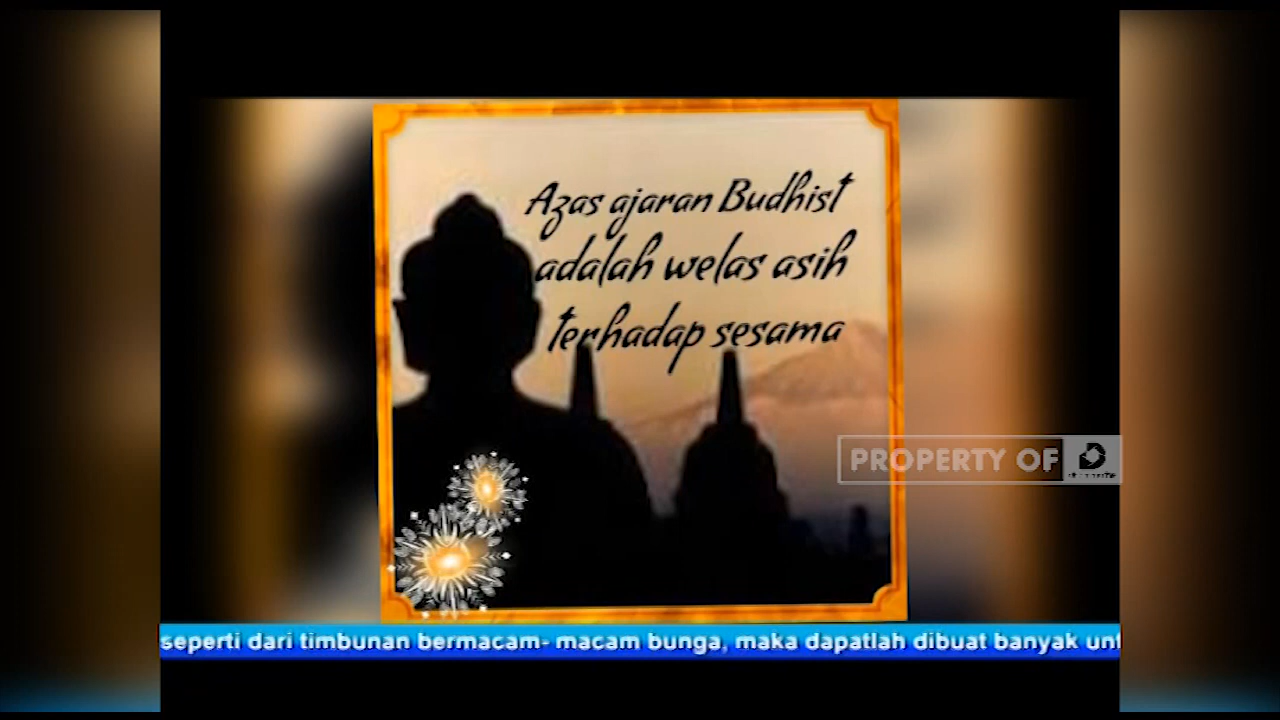 Azas ajaran Budhist
adalah welas asih
terhadap sesama
PROPERTY OF
seperti dari timbunan bermacam- macam bunga, maka dapatlah dibuat banyak unt